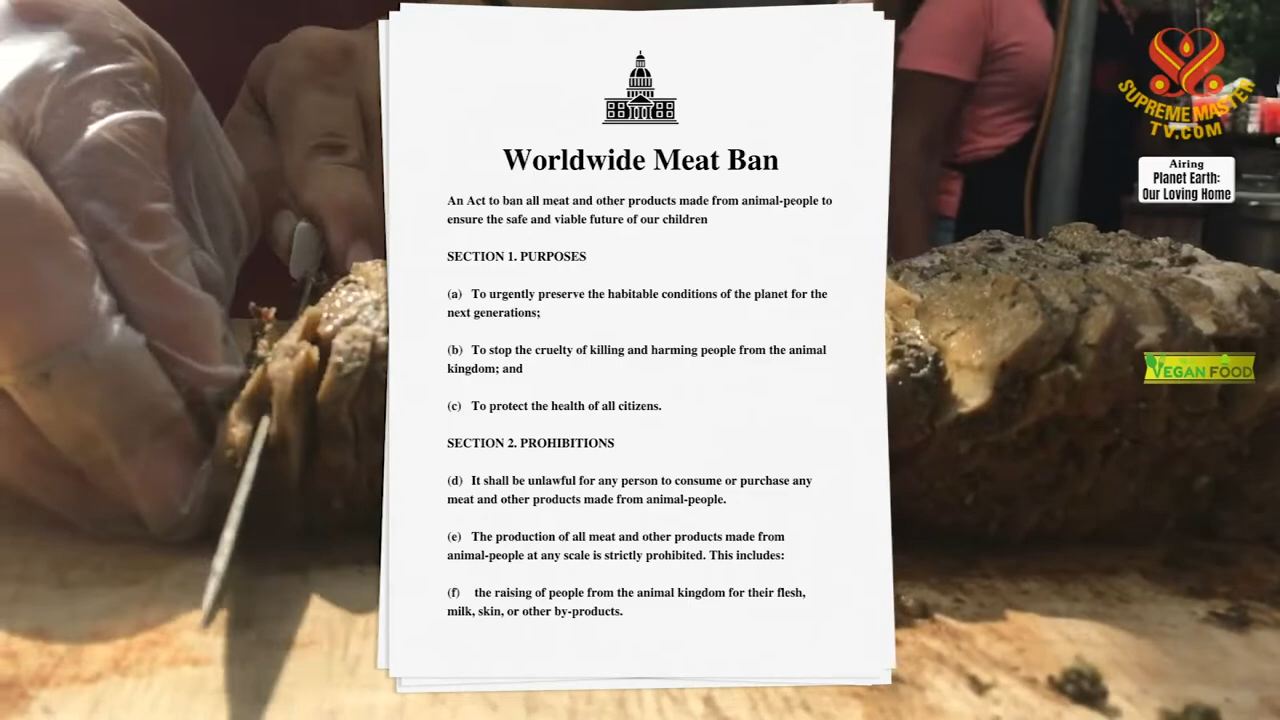 Worldwide Meat Ban
An Act to ban all meat and other products made from animal-people to
ensure the safe and viable future of our children
SECTION 1. PURPOSES
(a) To urgently preserve the habitable conditions of the planet for the
next generations;
(b) To stop the cruelty of killing and harming people from the animal
kingdom; and
(c) To protect the health of all citizens.
SECTION 2. PROHIBITIONS
(d) It shall be unlawful for any person to consume or purchase any
meat and other products made from animal-people.
(e) The production of all meat and other products made from
animal-people at any scale is strictly prohibited. This includes:
(f) the raising of people from the animal kingdom for their flesh,
milk, skin, or other by-products.
SUPREME MASTER
TV.COM
Airing
Planet Earth:
Our Loving Home
VEGAN FOOD